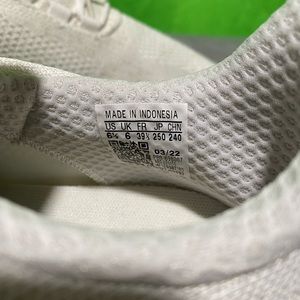 MADE IN INDONESIA
US UK FR JP CHN
6½ 6 39⅓ 250 240
03/22